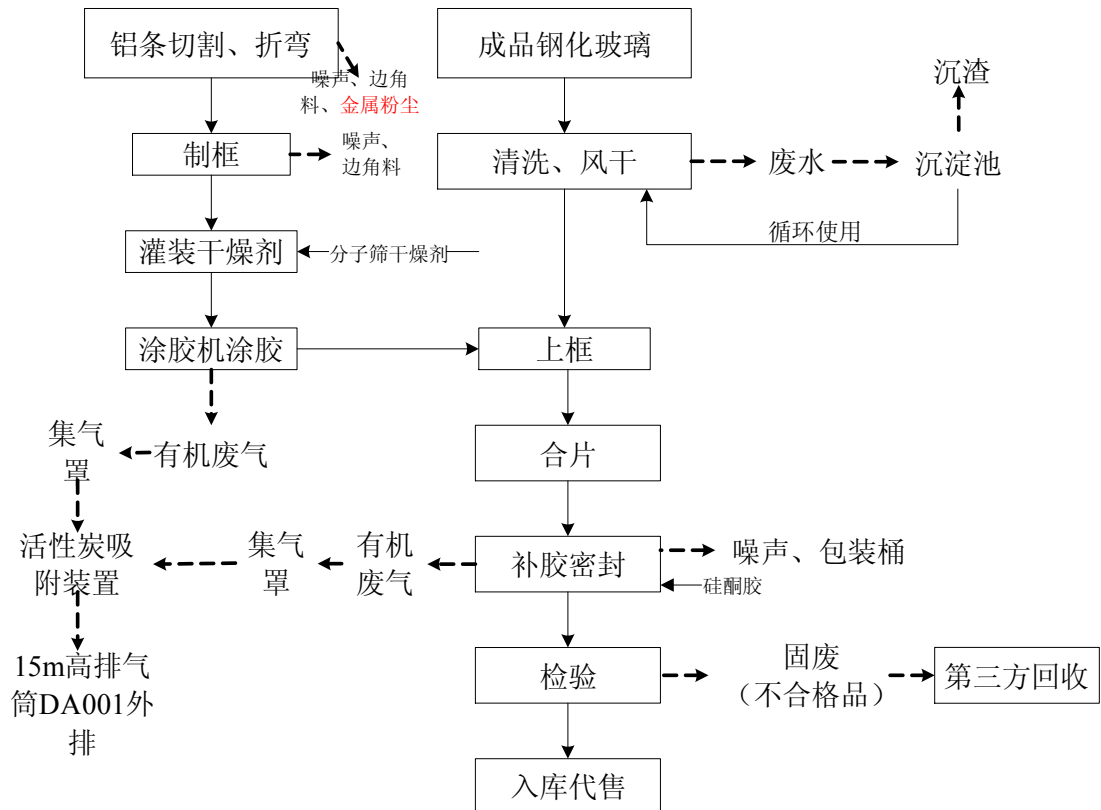 铝条切割、折弯
成品钢化玻璃
噪声、边角
料、金属粉尘
沉渣
制框
噪声、
边角料
清洗、风干
废水
沉淀池
循环使用
灌装干燥剂
分子筛干燥剂
涂胶机涂胶
上框
集气
罩
有机废气
合片
活性炭吸
附装置
集气
罩
有机
废气
补胶密封
噪声、包装桶
硅酮胶
15m高排气
筒DA001外
排
检验
固废
（不合格品）
第三方回收
入库代售